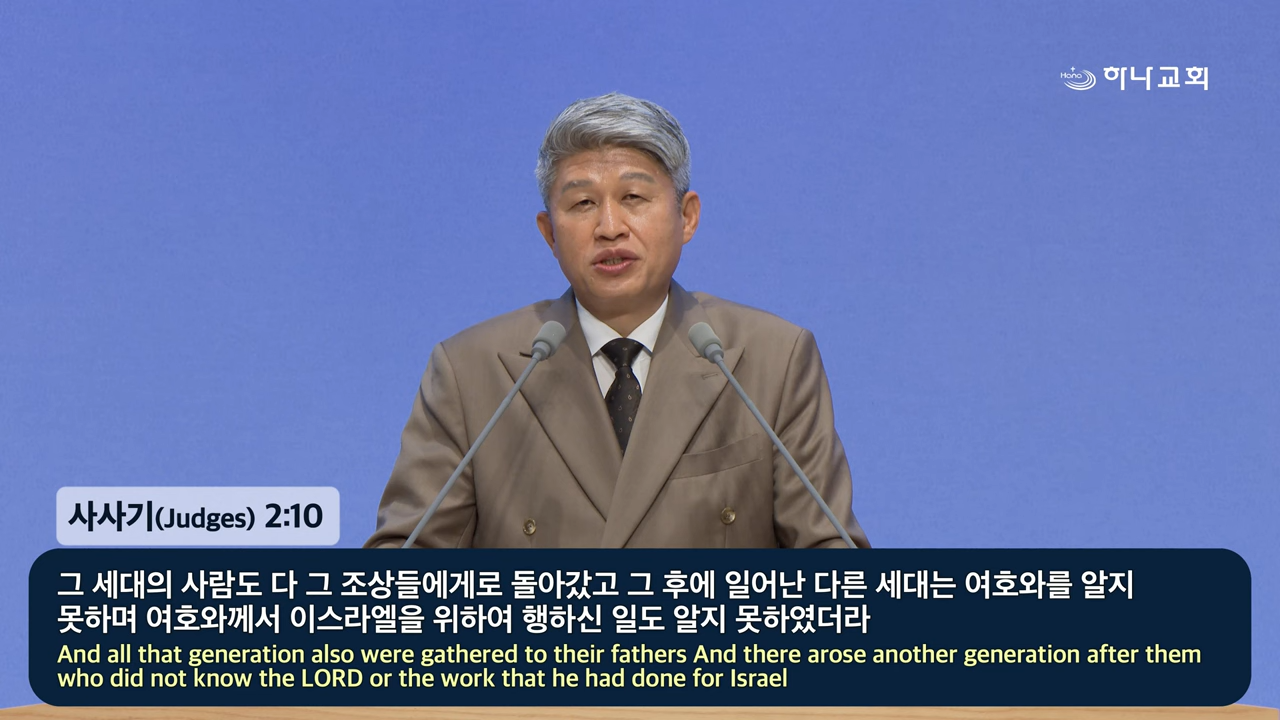 Hana 하나교회
사사기(Judges) 2:10
그 세대의 사람도 다 그 조상들에게로 돌아갔고 그 후에 일어난 다른 세대는 여호와를 알지
못하며 여호와께서 이스라엘을 위하여 행하신 일도 알지 못하였더라
And all that generation also were gathered to their fathers And there arose another generation after them
who did not know the LORD or the work that he had done for Israel